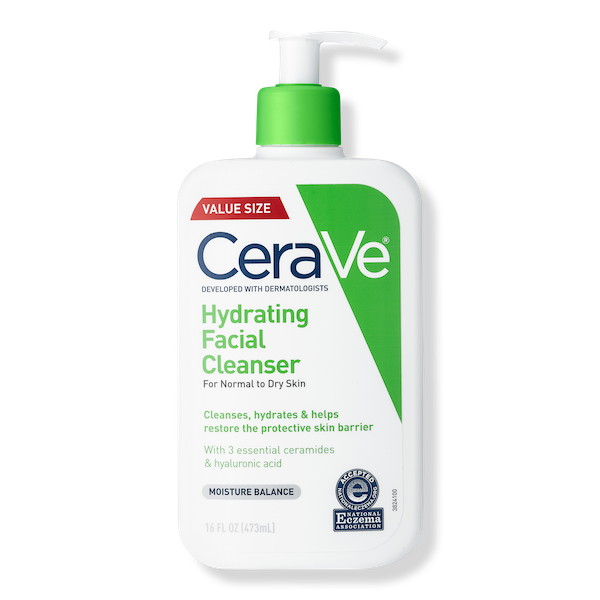 VALUE SIZE
CeraVe®
DEVELOPED WITH DERMATOLOGISTS
Hydrating
Facial
Cleanser
For Normal to Dry Skin
Cleanses, hydrates & helps
restore the protective skin barrier
With 3 essential ceramides
& hyaluronic acid
MOISTURE BALANCE
16 FL OZ (473mL)
ACCEPTED
e
NATIONALECZEMA.ORG
NATIONAL
Eczema
ASSOCIATION